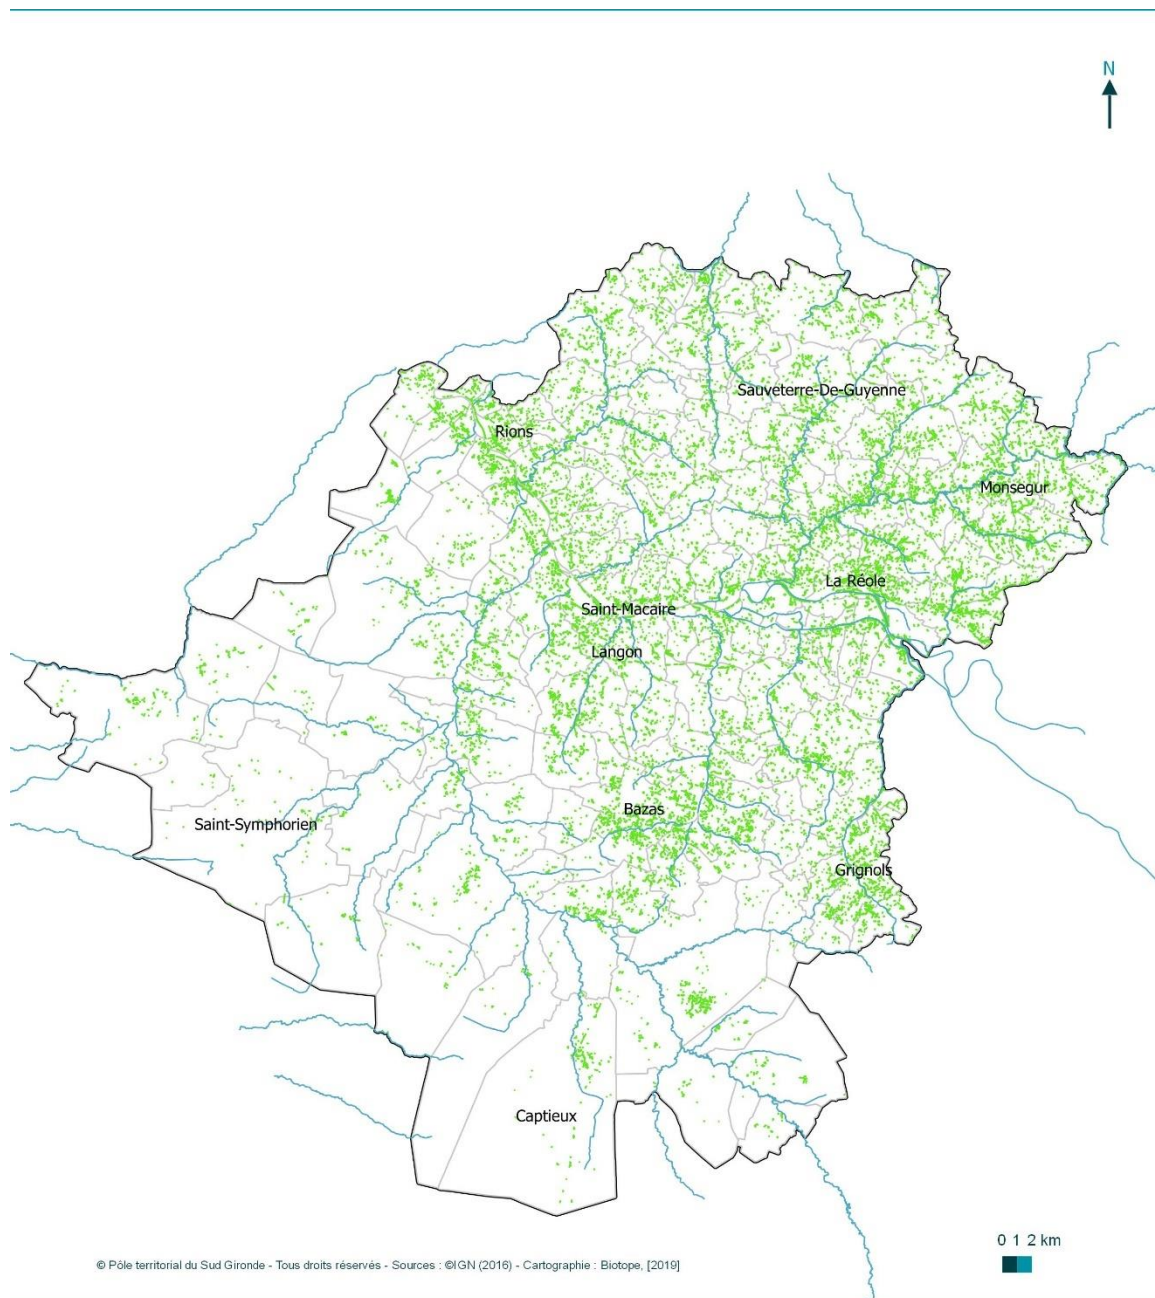 N
Sauveterre-De-Guyenne
Rions
Monsegur
La Réole
Saint-Macaire
Langon
Bazas
Saint-Symphorien
Grignols
Captieux
0 1 2 km
© Pôle territorial du Sud Gironde - Tous droits réservés - Sources : ©IGN (2016) - Cartographie : Biotope, [2019]